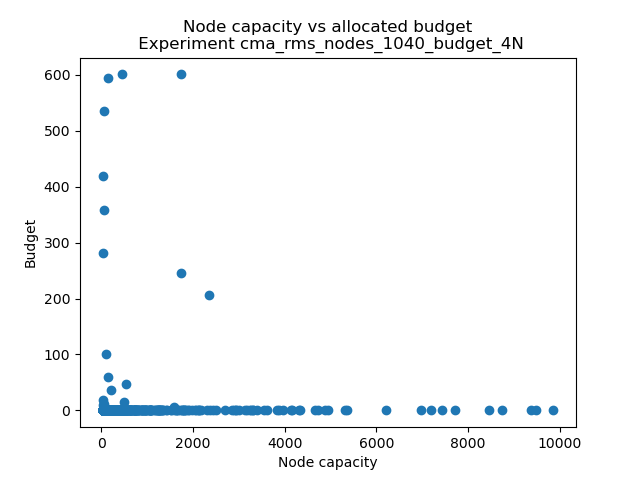 Node capacity vs allocated budget
Experiment cma_rms_nodes_1040_budget_4N
600
500
400
300
200
100
0
Budget
0 2000 4000 6000 8000 10000
Node capacity